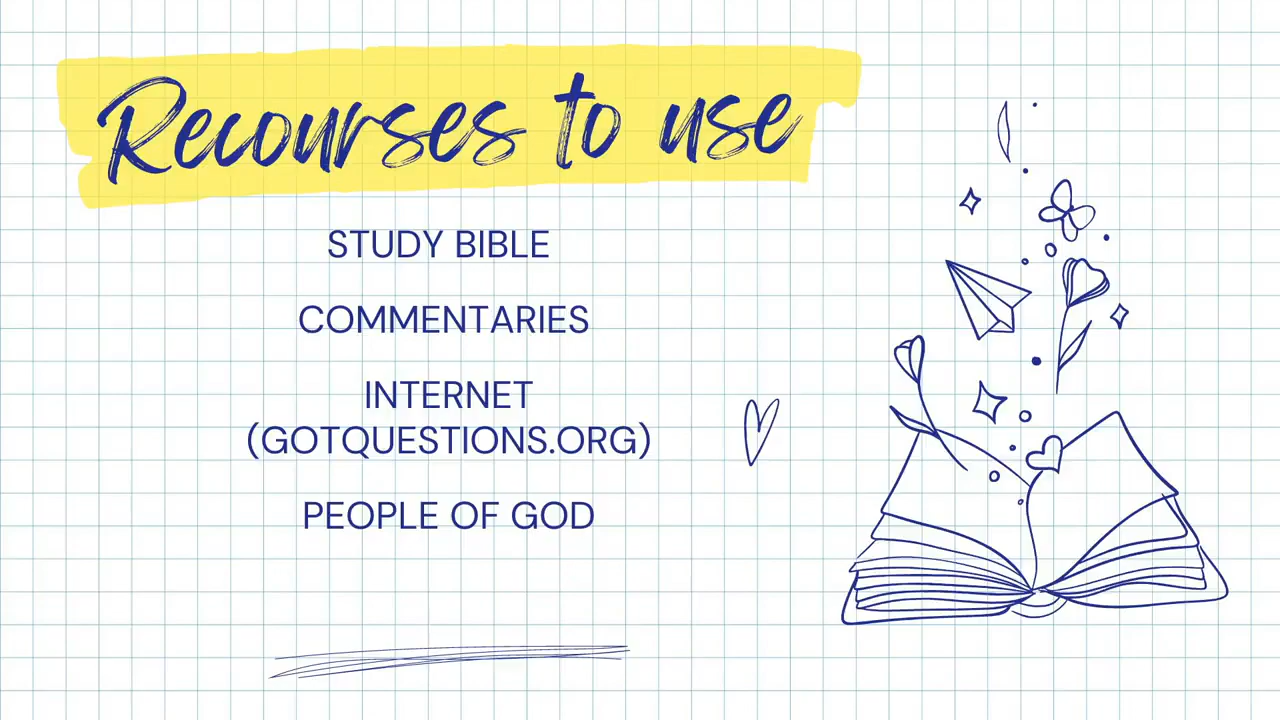 Recourses to use
STUDY BIBLE
COMMENTARIES
INTERNET
(GOTQUESTIONS.ORG)
PEOPLE OF GOD